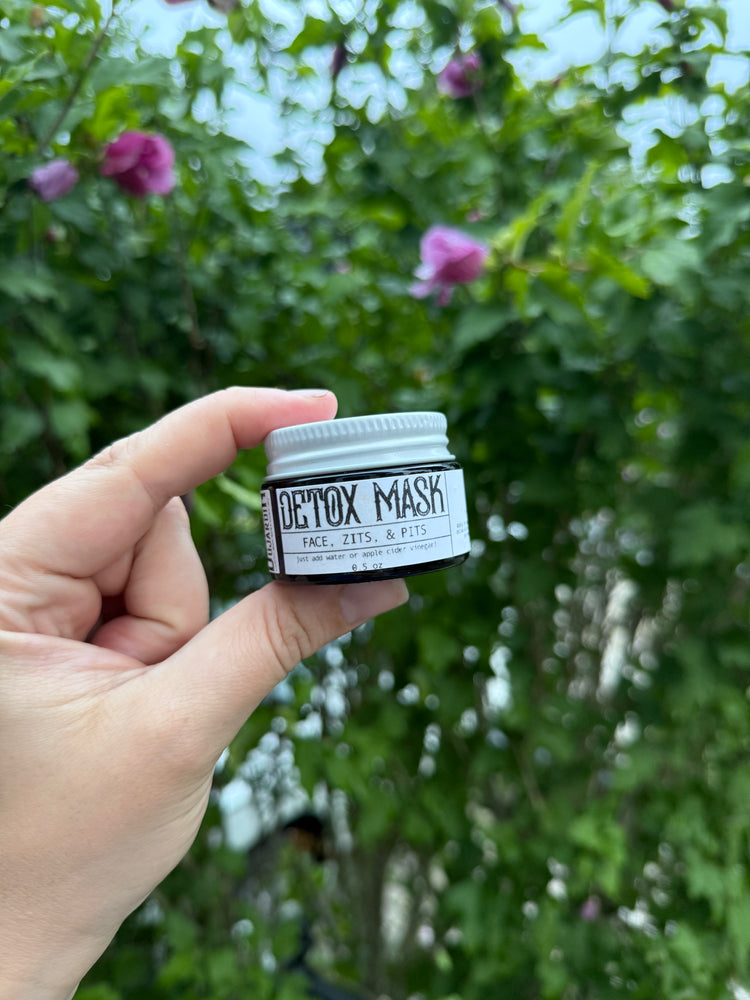 DETOX MASK
FACE, ZITS, & PITS
just add water or apple cider vinegar!
0.5 oz